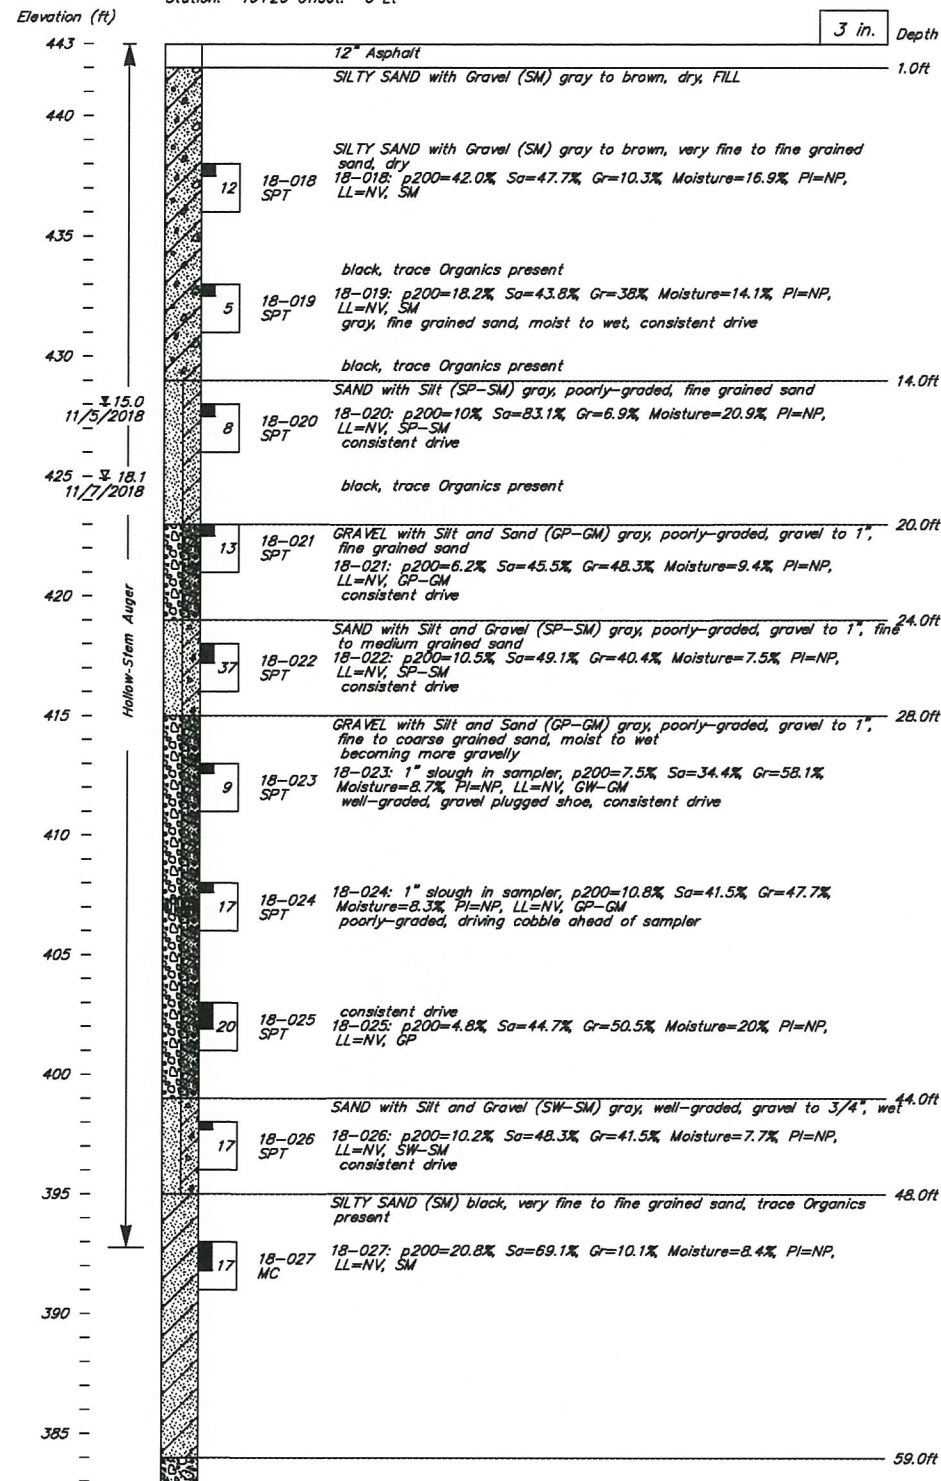 Elevation (ft)
3 in.
Depth
443
12" Asphalt
1.0ft
SILTY SAND with Gravel (SM) gray to brown, dry, FILL
440
SILTY SAND with Gravel (SM) gray to brown, very fine to fine grained
sand, dry
12
18-018
SPT
18-018: p200=42.0% Sa=47.7% Gr=10.3% Moisture=16.9% PI=NP,
LL=NV, SM
435
black, trace Organics present
5
18-019
SPT
18-019: p200=18.2% Sa=43.8% Gr=38% Moisture=14.1% PI=NP,
LL=NV, SM
gray, fine grained sand, moist to wet, consistent drive
430
black, trace Organics present
14.0ft
SAND with Silt (SP-SM) gray, poorly-graded, fine grained sand
15.0
11/5/2018
8
18-020
SPT
18-020: p200=10% Sa=83.1% Gr=6.9% Moisture=20.9% PI=NP,
LL=NV, SP-SM
consistent drive
425
18.1
11/7/2018
black, trace Organics present
20.0ft
GRAVEL with Silt and Sand (GP-GM) gray, poorly-graded, gravel to 1",
fine grained sand
13
18-021
SPT
18-021: p200=6.2% Sa=45.5% Gr=48.3% Moisture=9.4% PI=NP,
LL=NV, GP-GM
consistent drive
420
Hollow-Stem Auger
24.0ft
SAND with Silt and Gravel (SP-SM) gray, poorly-graded, gravel to 1", fine
to medium grained sand
37
18-022
SPT
18-022: p200=10.5% Sa=49.1% Gr=40.4% Moisture=7.5% PI=NP,
LL=NV, SP-SM
consistent drive
415
28.0ft
GRAVEL with Silt and Sand (GP-GM) gray, poorly-graded, gravel to 1",
fine to coarse grained sand, moist to wet
becoming more gravelly
9
18-023
SPT
18-023: 1" slough in sampler, p200=7.5% Sa=34.4% Gr=58.1%
Moisture=8.7% PI=NP, LL=NV, GW-GM
well-graded, gravel plugged shoe, consistent drive
410
17
18-024
SPT
18-024: 1" slough in sampler, p200=10.8% Sa=41.5% Gr=47.7%
Moisture=8.3% PI=NP, LL=NV, GP-GM
poorly-graded, driving cobble ahead of sampler
405
consistent drive
20
18-025
SPT
18-025: p200=4.8% Sa=44.7% Gr=50.5% Moisture=20% PI=NP,
LL=NV, GP
400
44.0ft
SAND with Silt and Gravel (SW-SM) gray, well-graded, gravel to 3/4", wet
17
18-026
SPT
18-026: p200=10.2% Sa=48.3% Gr=41.5% Moisture=7.7% PI=NP,
LL=NV, SW-SM
consistent drive
395
48.0ft
SILTY SAND (SM) black, very fine to fine grained sand, trace Organics
present
17
18-027
MC
18-027: p200=20.8% Sa=69.1% Gr=10.1% Moisture=8.4% PI=NP,
LL=NV, SM
390
385
59.0ft